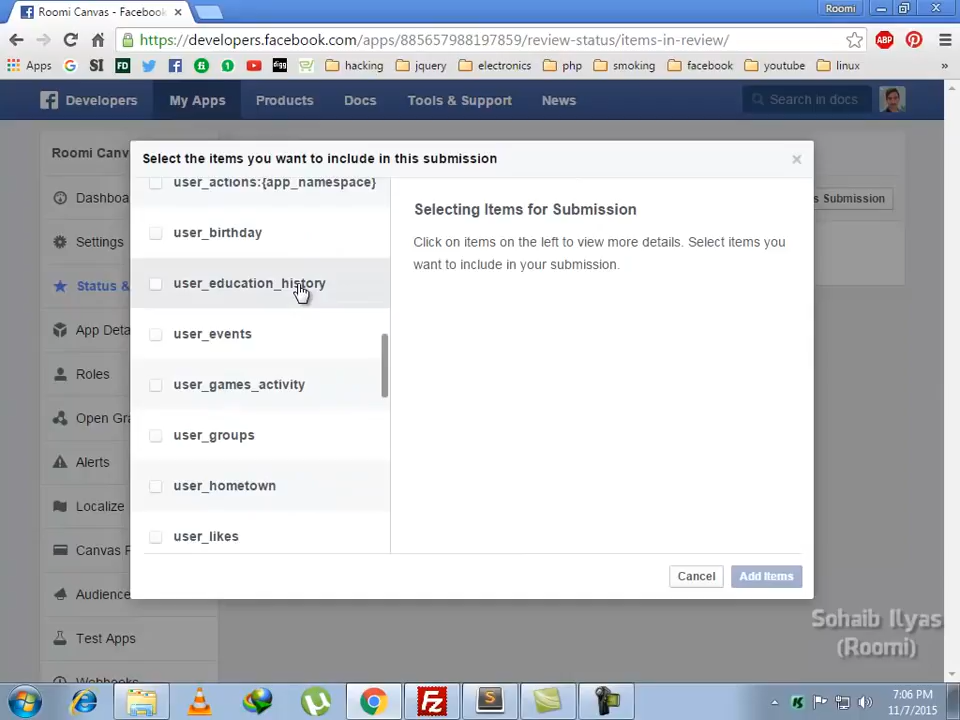 Roomi Canvas - Facebook
Roomi
https://developers.facebook.com/apps/885657988197859/review-status/items-in-review/
ABP
Apps
hacking
jquery
electronics
php
smoking
facebook
youtube
linux
»
Developers
My Apps
Products
Docs
Tools & Support
News
Search in docs
Roomi Canv
Select the items you want to include in this submission
×
Dashboa
Settings
Status &
App Deta
Roles
Open Gra
Alerts
Localize
Canvas P
Audience
Test Apps
Webhooks
s Submission
user_actions:{app_namespace}
user_birthday
user_education_history
user_events
user_games_activity
user_groups
user_hometown
user_likes
Selecting Items for Submission
Click on items on the left to view more details. Select items you
want to include in your submission.
Cancel
Add Items
Sohaib Ilyas
(Roomi)
7:06 PM
11/7/2015